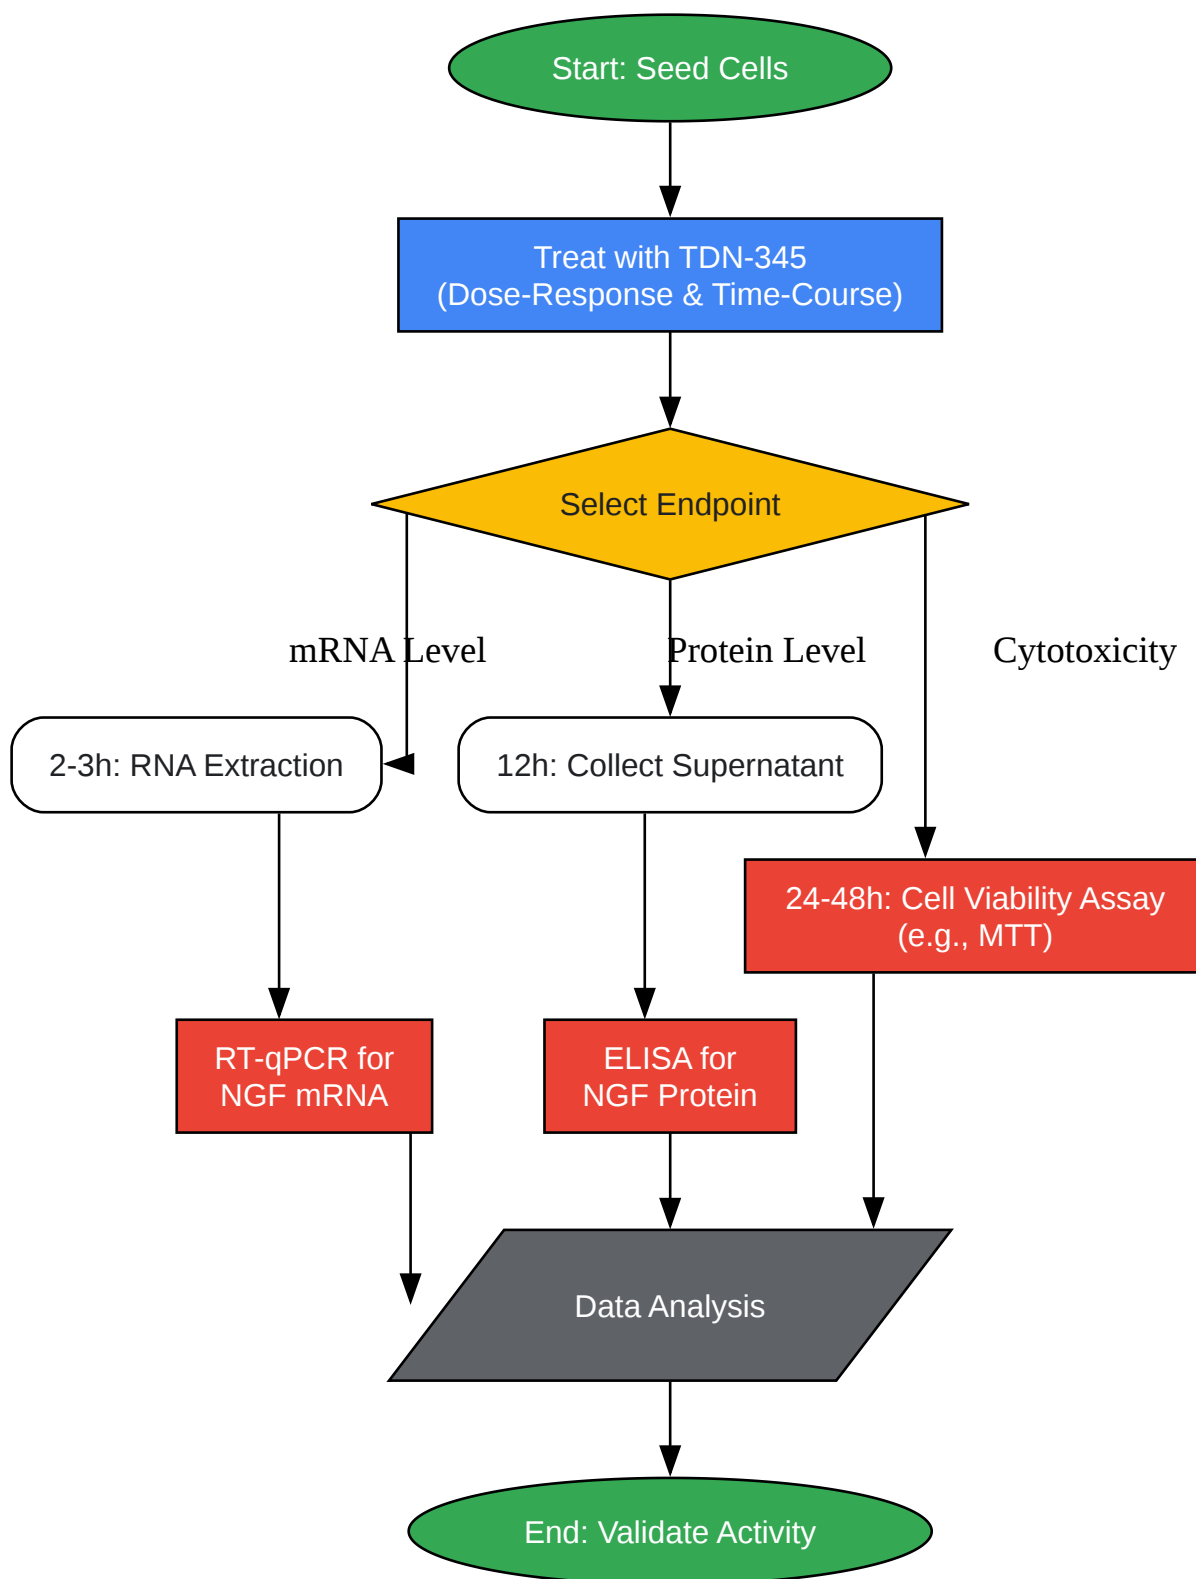 Start: Seed Cells
Treat with TDN-345
(Dose-Response & Time-Course)
Select Endpoint
mRNA Level
Protein Level
Cytotoxicity
2-3h: RNA Extraction
12h: Collect Supernatant
24-48h: Cell Viability Assay
(e.g., MTT)
RT-qPCR for
NGF mRNA
ELISA for
NGF Protein
Data Analysis
End: Validate Activity